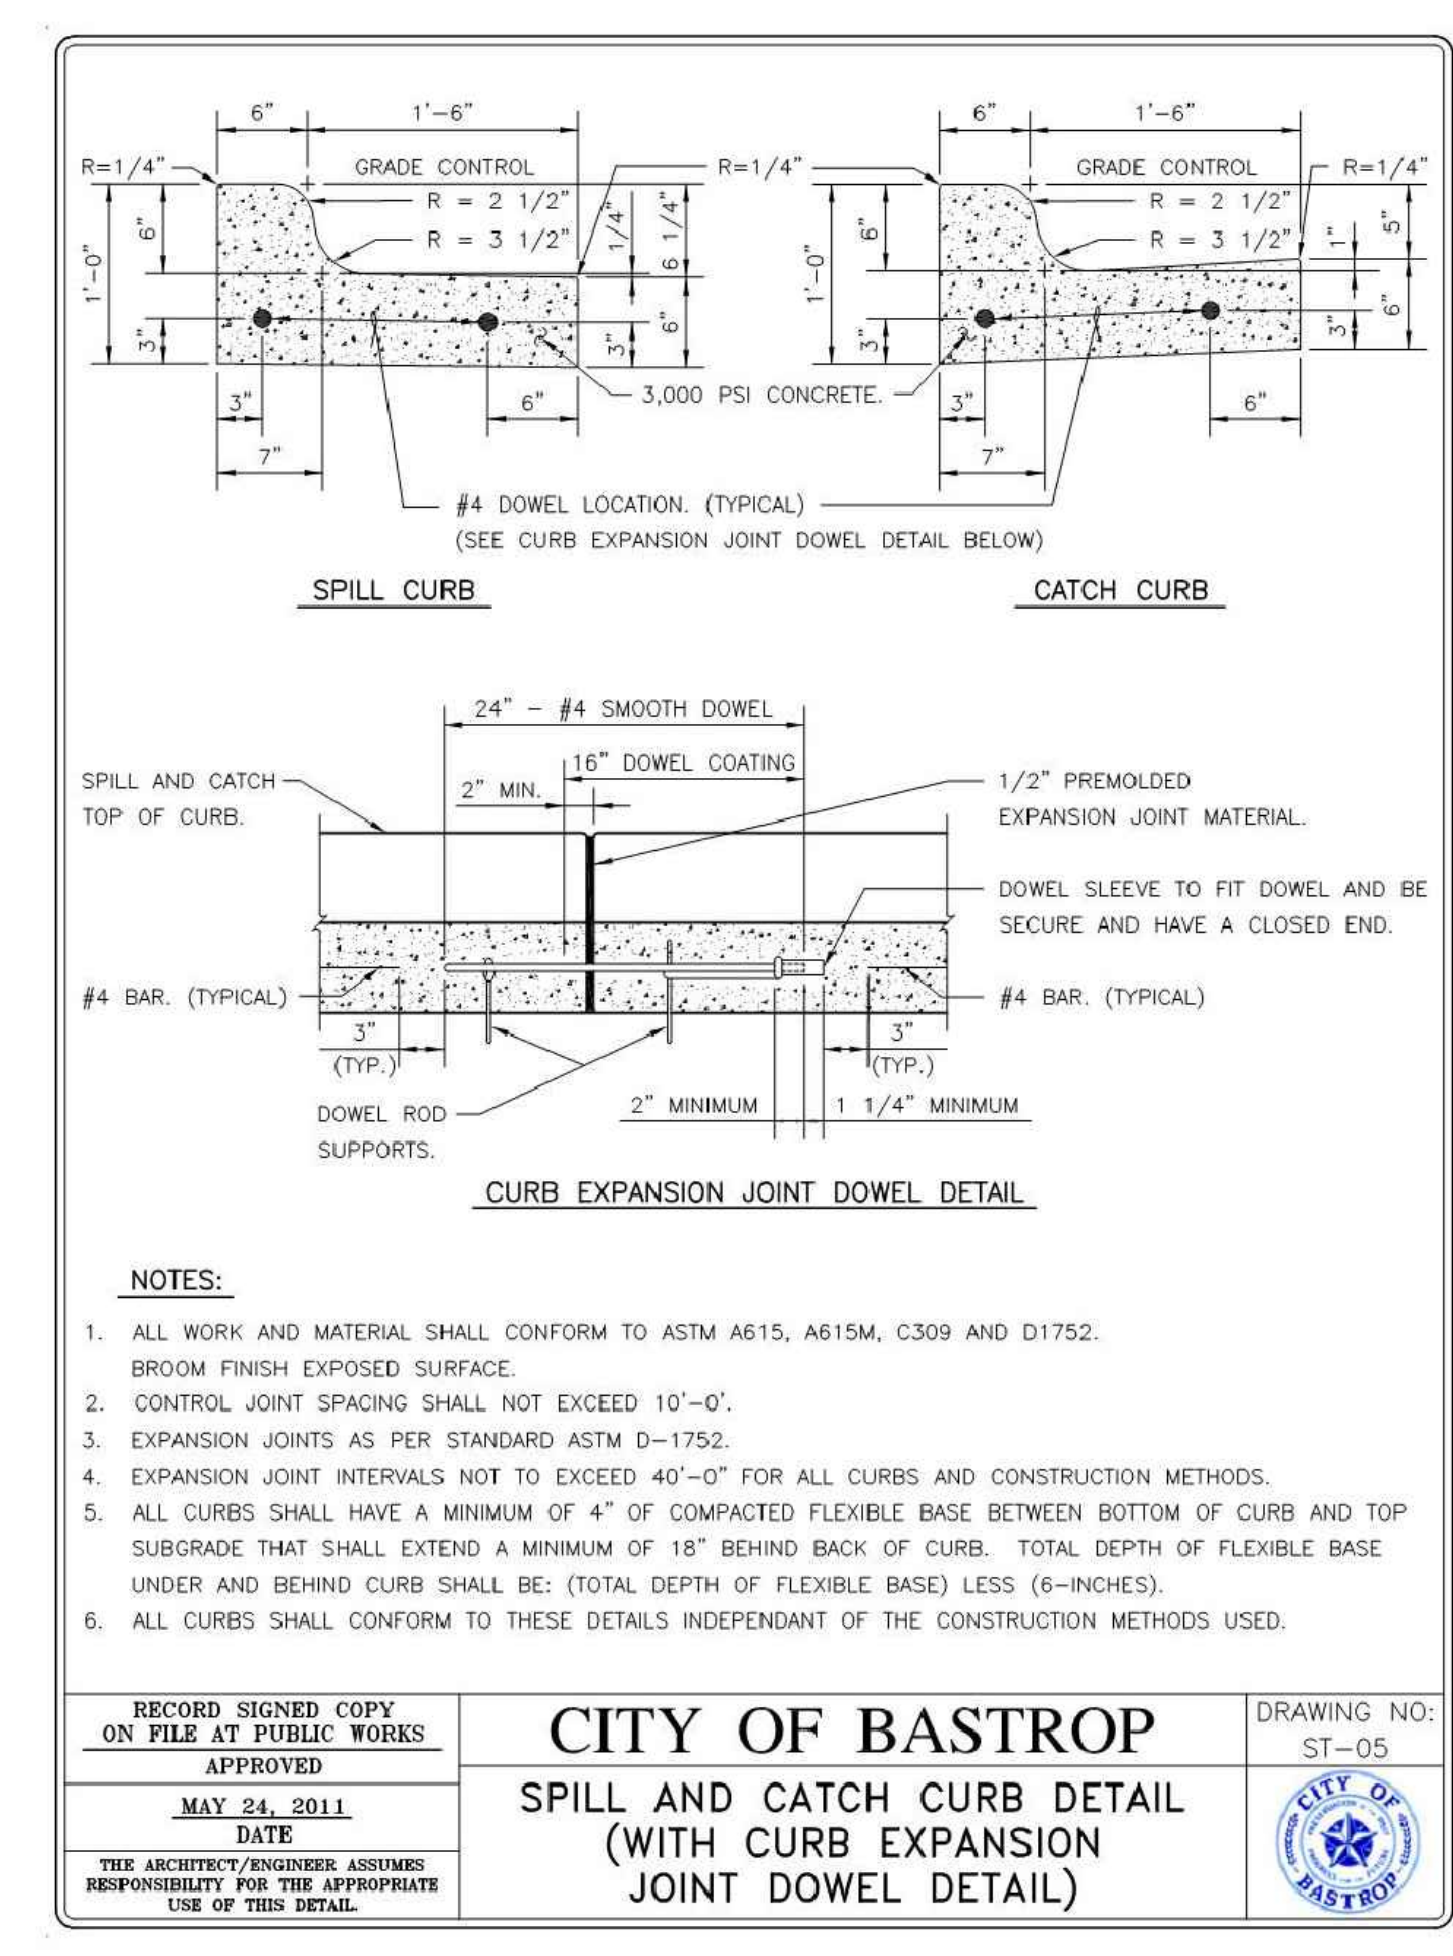 6" 1'-6" 6" 1'-6"
R=1/4" GRADE CONTROL R=1/4" GRADE CONTROL R=1/4"
R = 2 1/2" R = 2 1/2"
R = 3 1/2" R = 3 1/2"
1'-0" 6" 1/4" 6 1/4" 1'-0" 6" 1" 5"
3" 3" 6" 3" 3" 6"
3" 6" 3,000 PSI CONCRETE. 3" 6"
7" 7"
#4 DOWEL LOCATION. (TYPICAL)
(SEE CURB EXPANSION JOINT DOWEL DETAIL BELOW)
SPILL CURB CATCH CURB
24" - #4 SMOOTH DOWEL
16" DOWEL COATING
2" MIN.
SPILL AND CATCH
TOP OF CURB.
1/2" PREMOLDED
EXPANSION JOINT MATERIAL.
DOWEL SLEEVE TO FIT DOWEL AND BE
SECURE AND HAVE A CLOSED END.
#4 BAR. (TYPICAL) #4 BAR. (TYPICAL)
3" 3"
(TYP.) (TYP.)
DOWEL ROD
SUPPORTS.
2" MINIMUM 1 1/4" MINIMUM
CURB EXPANSION JOINT DOWEL DETAIL
NOTES:
1. ALL WORK AND MATERIAL SHALL CONFORM TO ASTM A615, A615M, C309 AND D1752.
BROOM FINISH EXPOSED SURFACE.
2. CONTROL JOINT SPACING SHALL NOT EXCEED 10'-0'.
3. EXPANSION JOINTS AS PER STANDARD ASTM D-1752.
4. EXPANSION JOINT INTERVALS NOT TO EXCEED 40'-0" FOR ALL CURBS AND CONSTRUCTION METHODS.
5. ALL CURBS SHALL HAVE A MINIMUM OF 4" OF COMPACTED FLEXIBLE BASE BETWEEN BOTTOM OF CURB AND TOP
SUBGRADE THAT SHALL EXTEND A MINIMUM OF 18" BEHIND BACK OF CURB. TOTAL DEPTH OF FLEXIBLE BASE
UNDER AND BEHIND CURB SHALL BE: (TOTAL DEPTH OF FLEXIBLE BASE) LESS (6-INCHES).
6. ALL CURBS SHALL CONFORM TO THESE DETAILS INDEPENDANT OF THE CONSTRUCTION METHODS USED.
RECORD SIGNED COPY
ON FILE AT PUBLIC WORKS
APPROVED
MAY 24, 2011
DATE
THE ARCHITECT/ENGINEER ASSUMES
RESPONSIBILITY FOR THE APPROPRIATE
USE OF THIS DETAIL.
CITY OF BASTROP
SPILL AND CATCH CURB DETAIL
(WITH CURB EXPANSION
JOINT DOWEL DETAIL)
DRAWING NO:
ST-05
CITY OF
BASTROP